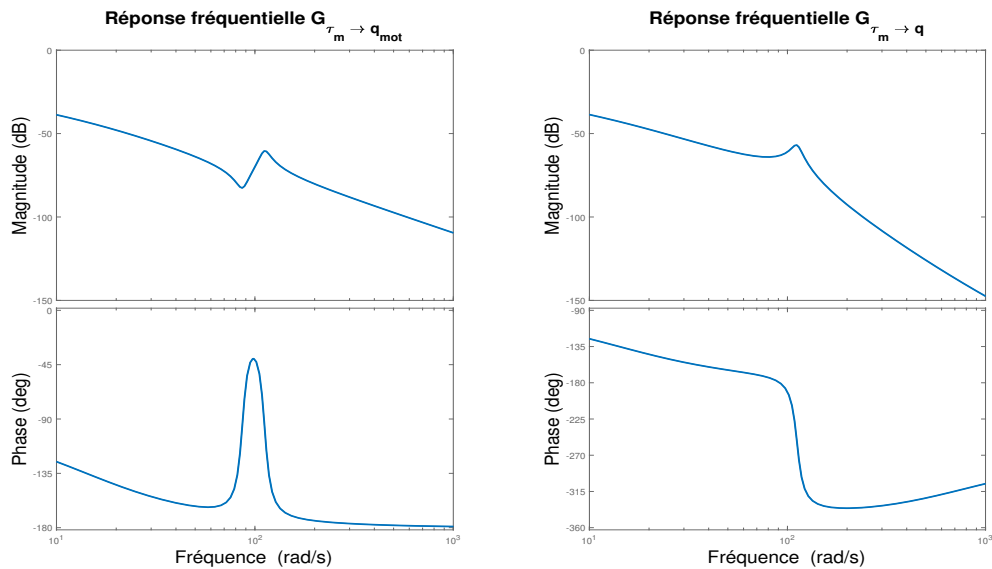 Réponse fréquentielle G τm → qmot
0
-50
-100
-150
Magnitude (dB)
0
-45
-90
-135
-180
Phase (deg)
10¹ 10² 10³
Fréquence (rad/s)
Réponse fréquentielle G τm → q
0
-50
-100
-150
Magnitude (dB)
-90
-135
-180
-225
-270
-315
-360
Phase (deg)
10¹ 10² 10³
Fréquence (rad/s)